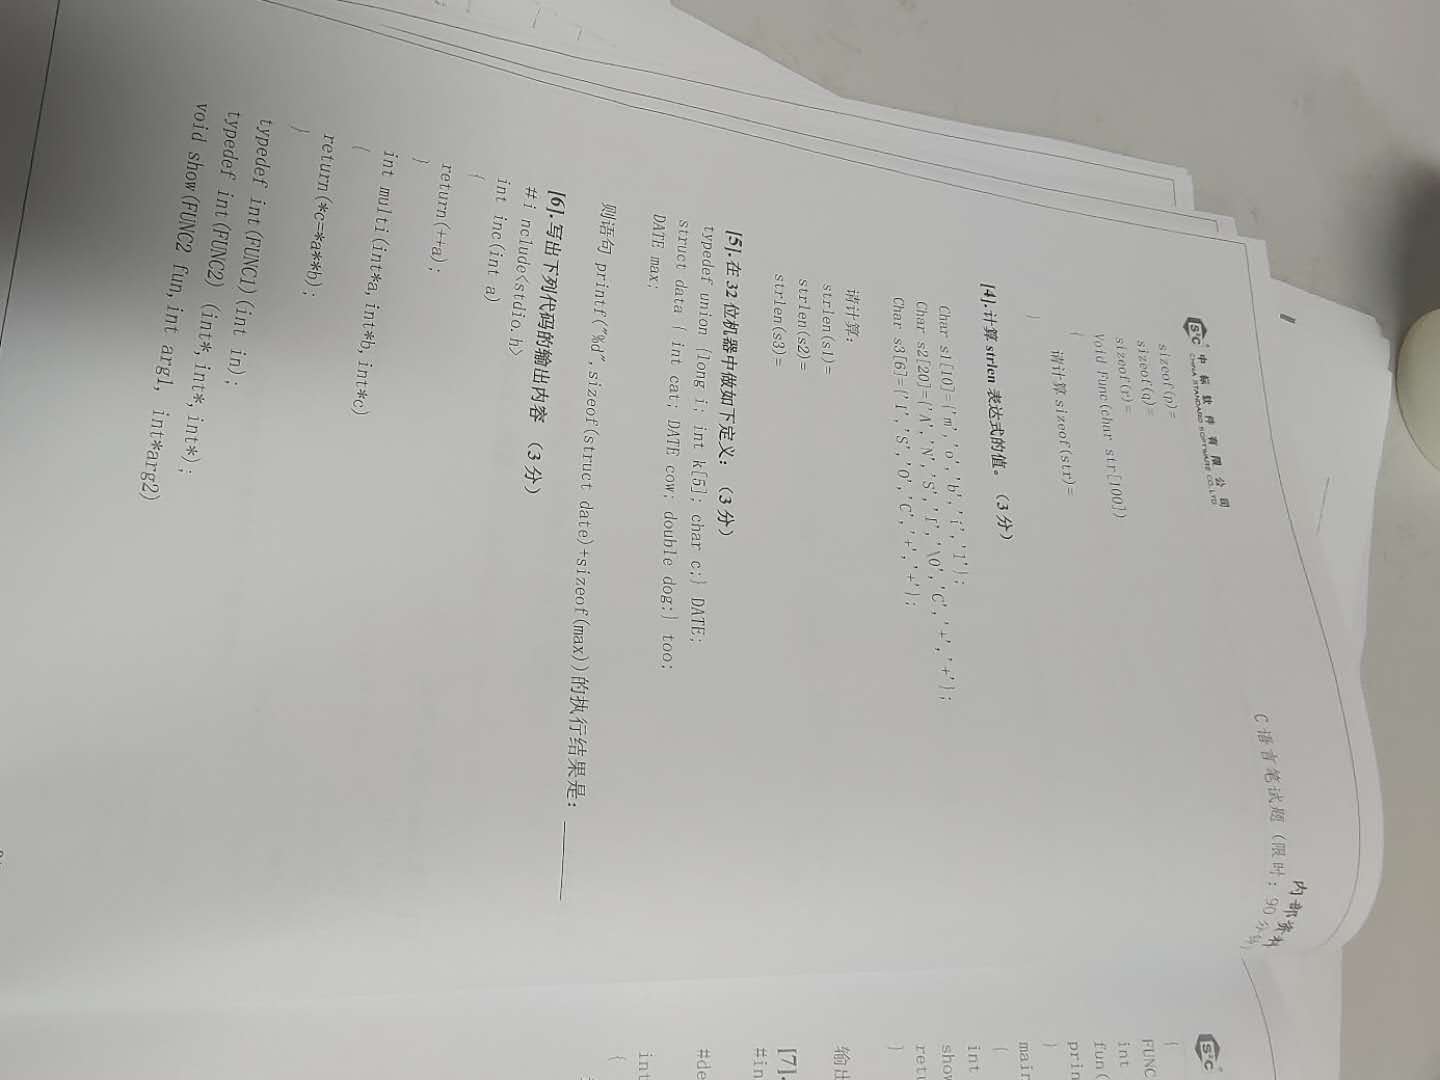 内部资料
C 语言笔试题（限时：90 分钟）
S²C 中标软件有限公司
CHINA STANDARD SOFTWARE CO.,LTD
sizeof(p)=
sizeof(q)=
sizeof(r)=
Void Func(char str[100])
{
请计算 sizeof(str)=
}
[4].计算 strlen 表达式的值。（3 分）
Char s1[10]={'m','o','b','i','l'};
Char s2[20]={'A','N','S','I','\0','C','+','+'};
Char s3[6]={'I','S','O','C','+','+'};
请计算：
strlen(s1)=
strlen(s2)=
strlen(s3)=
[5].在 32 位机器中做如下定义：（3 分）
typedef union {long i; int k[5]; char c;} DATE;
struct data { int cat; DATE cow; double dog;} too;
DATE max;
则语句 printf("%d",sizeof(struct date)+sizeof(max))的执行结果是：
[6].写出下列代码的输出内容 （3 分）
#i nclude<stdio.h>
int inc(int a)
{
return(++a);
}
int multi(int*a,int*b,int*c)
{
return(*c=*a**b);
}
typedef int(FUNC1)(int in);
typedef int(FUNC2) (int*,int*,int*);
void show(FUNC2 fun,int arg1, int*arg2)
S²C
{
FUNC
int
fun(
prin
}
main
{
int
show
retu
}
输出
[7].
#in
#de
int
{